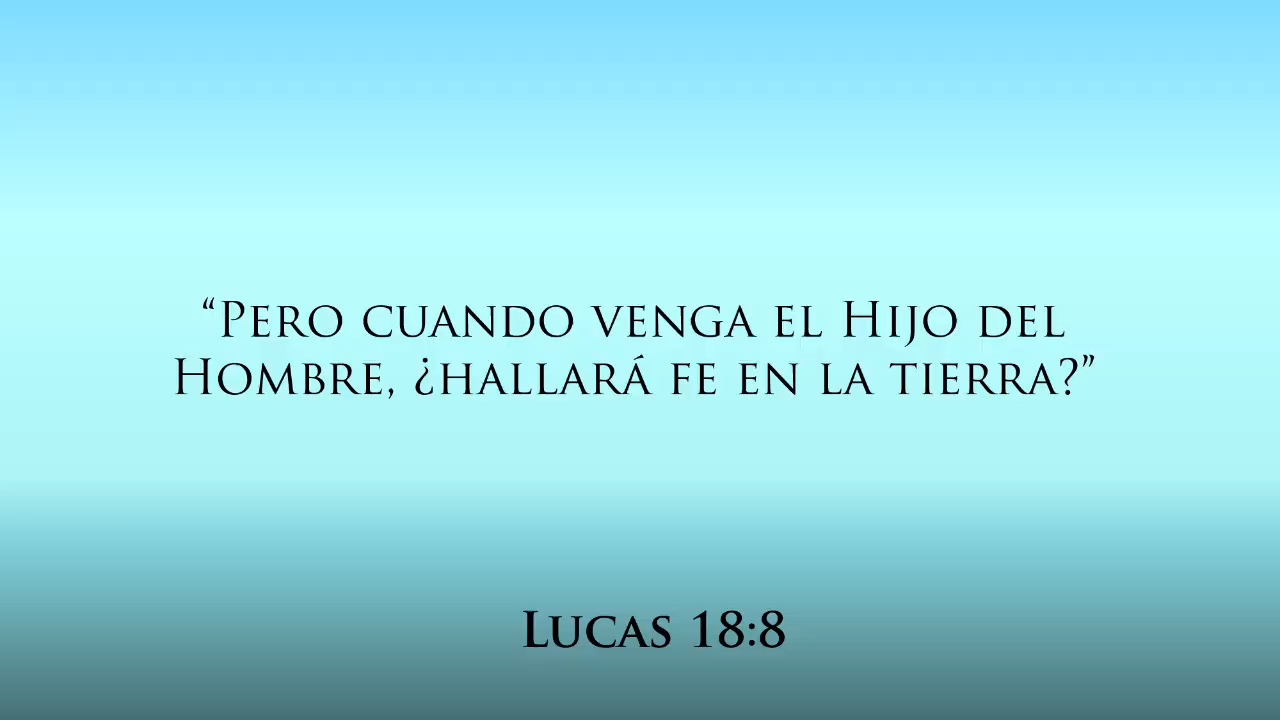 “Pero cuando venga el Hijo del
Hombre, ¿hallará fe en la tierra?”
Lucas 18:8